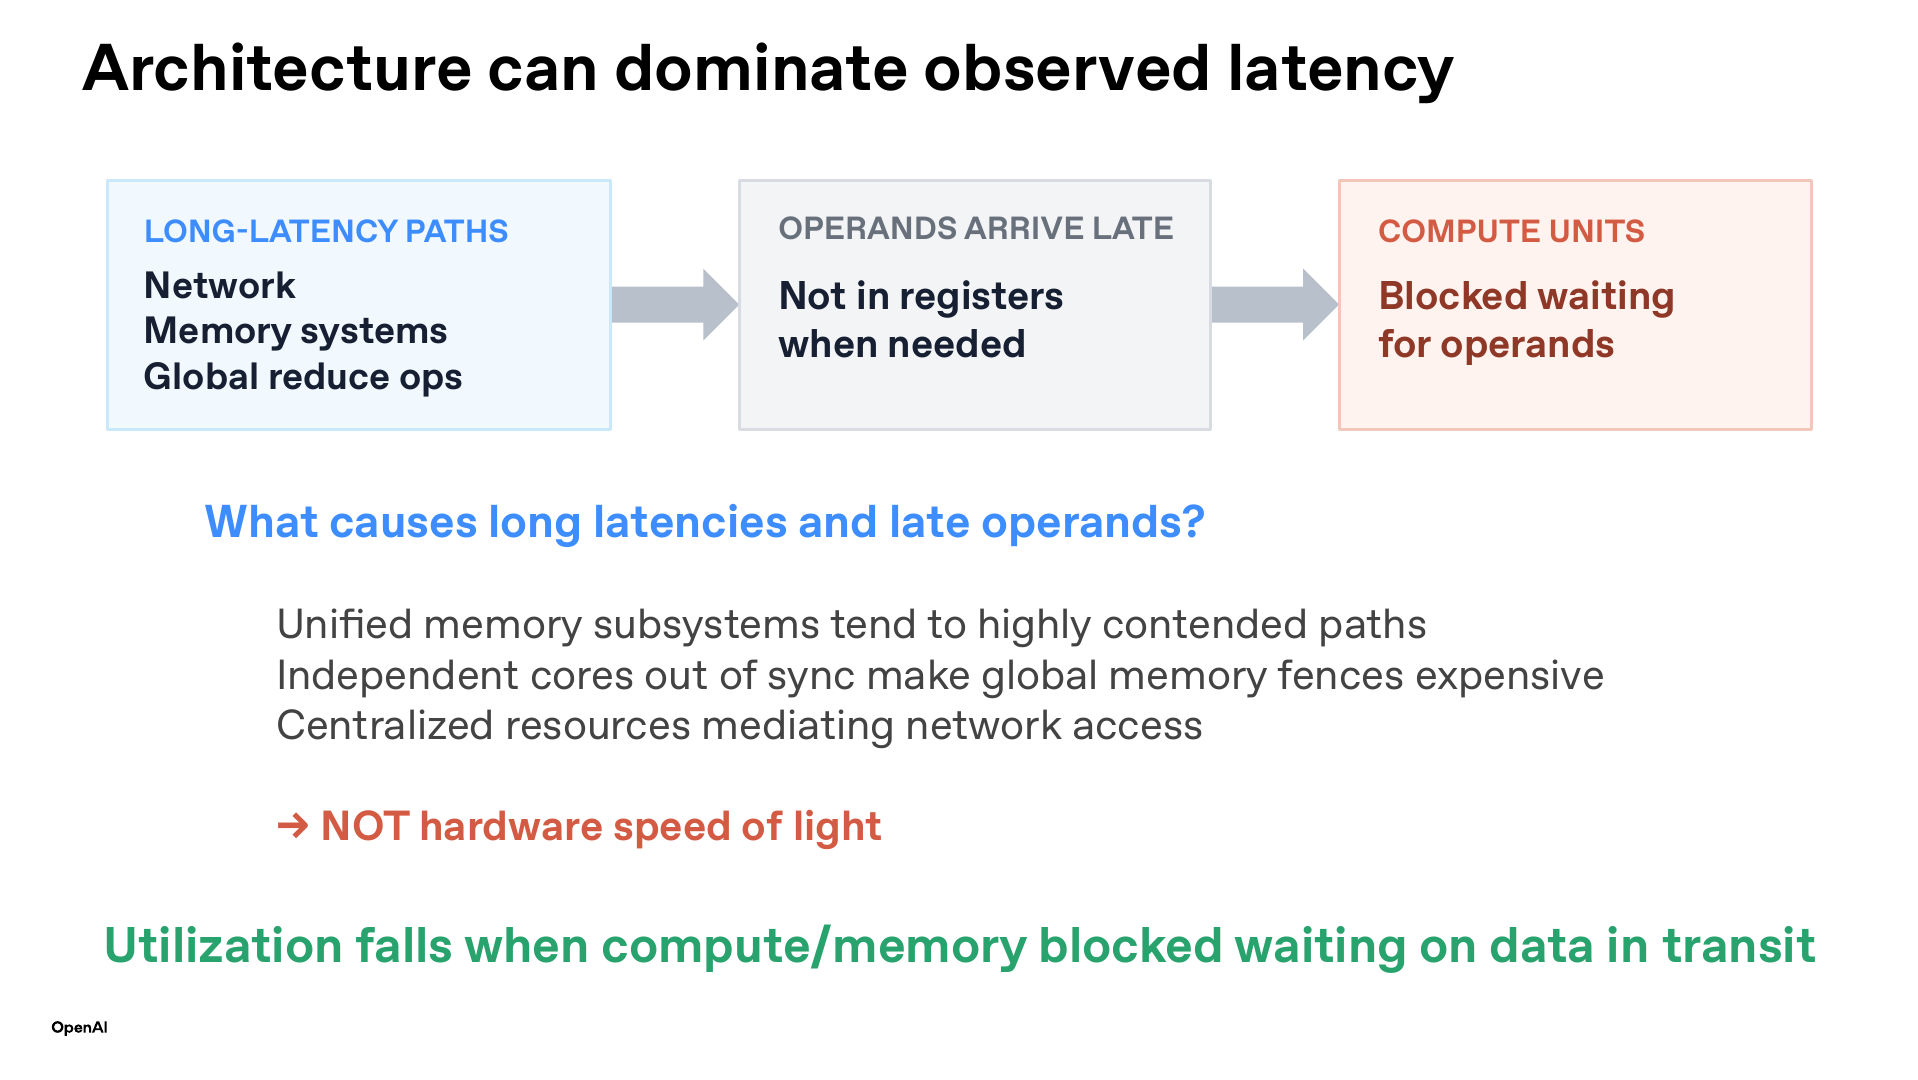 Architecture can dominate observed latency
LONG-LATENCY PATHS
Network
Memory systems
Global reduce ops
OPERANDS ARRIVE LATE
Not in registers
when needed
COMPUTE UNITS
Blocked waiting
for operands
What causes long latencies and late operands?
Unified memory subsystems tend to highly contended paths
Independent cores out of sync make global memory fences expensive
Centralized resources mediating network access
→ NOT hardware speed of light
Utilization falls when compute/memory blocked waiting on data in transit
OpenAI